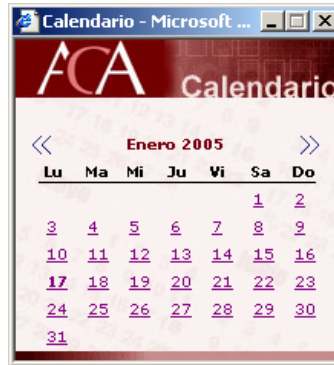 Calendario - Microsoft ...
ACA Calendario
« Enero 2005 »
Lu Ma Mi Ju Vi Sa Do
1 2
3 4 5 6 7 8 9
10 11 12 13 14 15 16
17 18 19 20 21 22 23
24 25 26 27 28 29 30
31